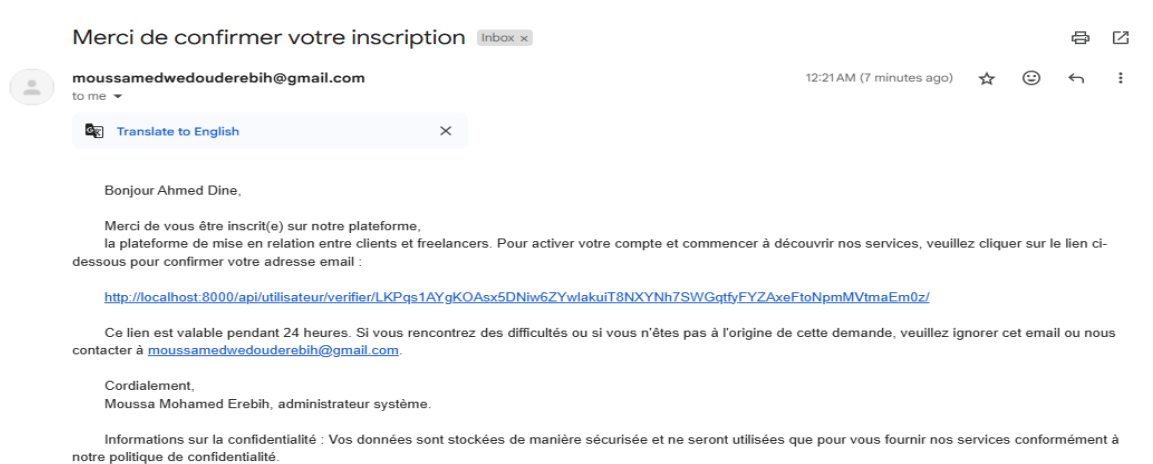 Merci de confirmer votre inscription Inbox ×
moussamedwedouderebih@gmail.com 12:21 AM (7 minutes ago)
to me
Translate to English
Bonjour Ahmed Dine,
Merci de vous être inscrit(e) sur notre plateforme,
la plateforme de mise en relation entre clients et freelancers. Pour activer votre compte et commencer à découvrir nos services, veuillez cliquer sur le lien ci-
dessous pour confirmer votre adresse email :
http://localhost:8000/api/utilisateur/verifier/LKPqs1AYgKOAsx5DNiw6ZYwlakuiT8NXYNh7SWGqtfyFYZAxeFtoNpmMVtmaEm0z/
Ce lien est valable pendant 24 heures. Si vous rencontrez des difficultés ou si vous n'êtes pas à l'origine de cette demande, veuillez ignorer cet email ou nous
contacter à moussamedwedouderebih@gmail.com.
Cordialement,
Moussa Mohamed Erebih, administrateur système.
Informations sur la confidentialité : Vos données sont stockées de manière sécurisée et ne seront utilisées que pour vous fournir nos services conformément à
notre politique de confidentialité.